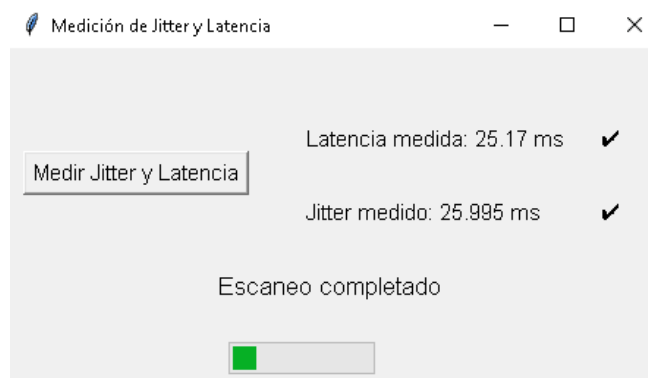 Medición de Jitter y Latencia
Latencia medida: 25.17 ms ✔
Medir Jitter y Latencia
Jitter medido: 25.995 ms ✔
Escaneo completado